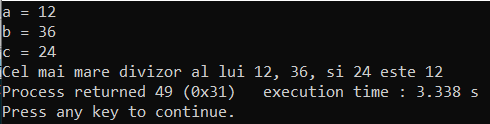 a = 12
b = 36
c = 24
Cel mai mare divizor al lui 12, 36, si 24 este 12
Process returned 49 (0x31)   execution time : 3.338 s
Press any key to continue.